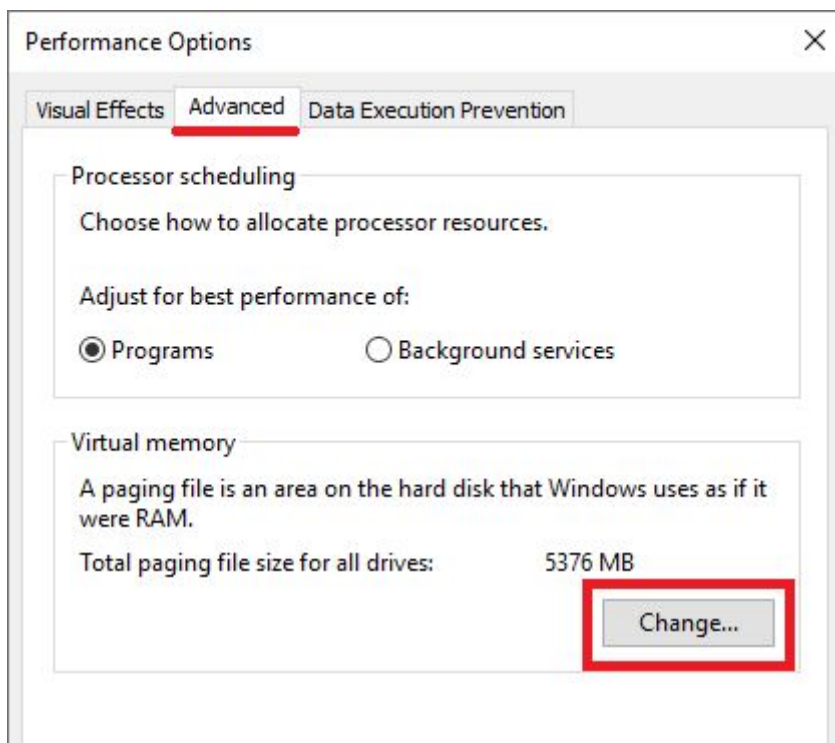 Performance Options
Visual Effects Advanced Data Execution Prevention
Processor scheduling
Choose how to allocate processor resources.
Adjust for best performance of:
Programs Background services
Virtual memory
A paging file is an area on the hard disk that Windows uses as if it
were RAM.
Total paging file size for all drives: 5376 MB
Change...